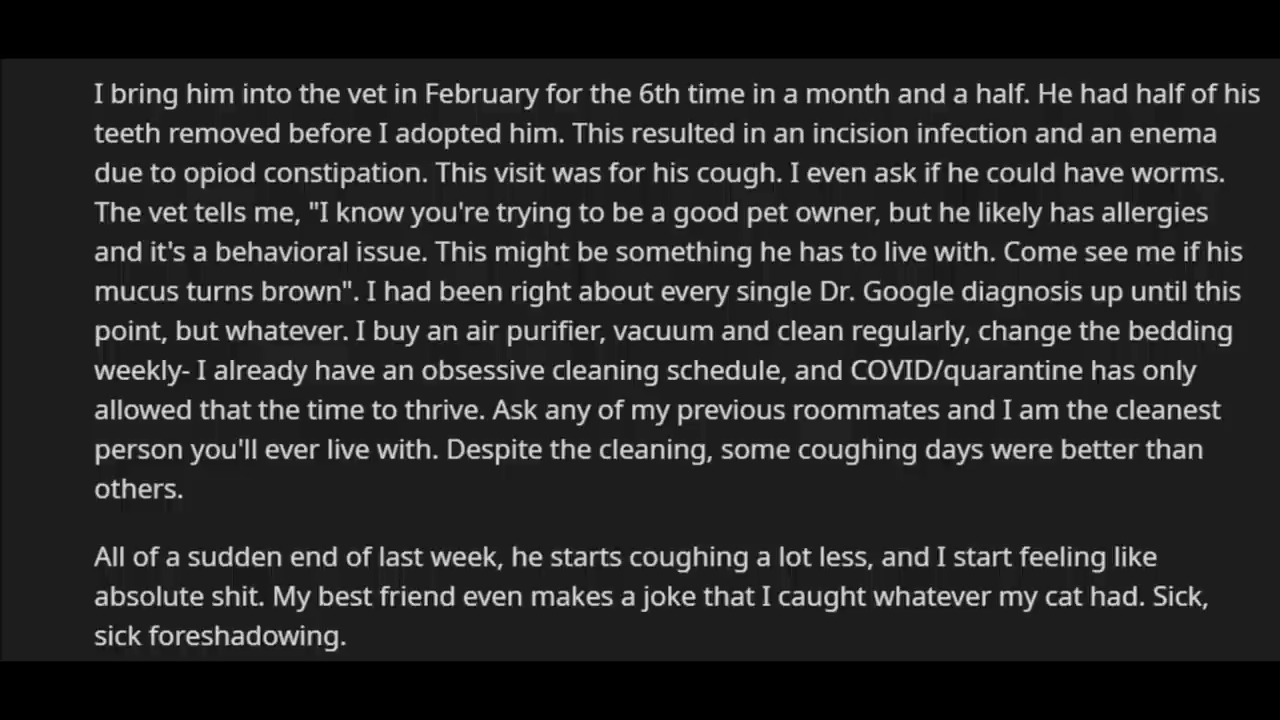 I bring him into the vet in February for the 6th time in a month and a half. He had half of his
teeth removed before I adopted him. This resulted in an incision infection and an enema
due to opiod constipation. This visit was for his cough. I even ask if he could have worms.
The vet tells me, "I know you're trying to be a good pet owner, but he likely has allergies
and it's a behavioral issue. This might be something he has to live with. Come see me if his
mucus turns brown". I had been right about every single Dr. Google diagnosis up until this
point, but whatever. I buy an air purifier, vacuum and clean regularly, change the bedding
weekly- I already have an obsessive cleaning schedule, and COVID/quarantine has only
allowed that the time to thrive. Ask any of my previous roommates and I am the cleanest
person you'll ever live with. Despite the cleaning, some coughing days were better than
others.
All of a sudden end of last week, he starts coughing a lot less, and I start feeling like
absolute shit. My best friend even makes a joke that I caught whatever my cat had. Sick,
sick foreshadowing.